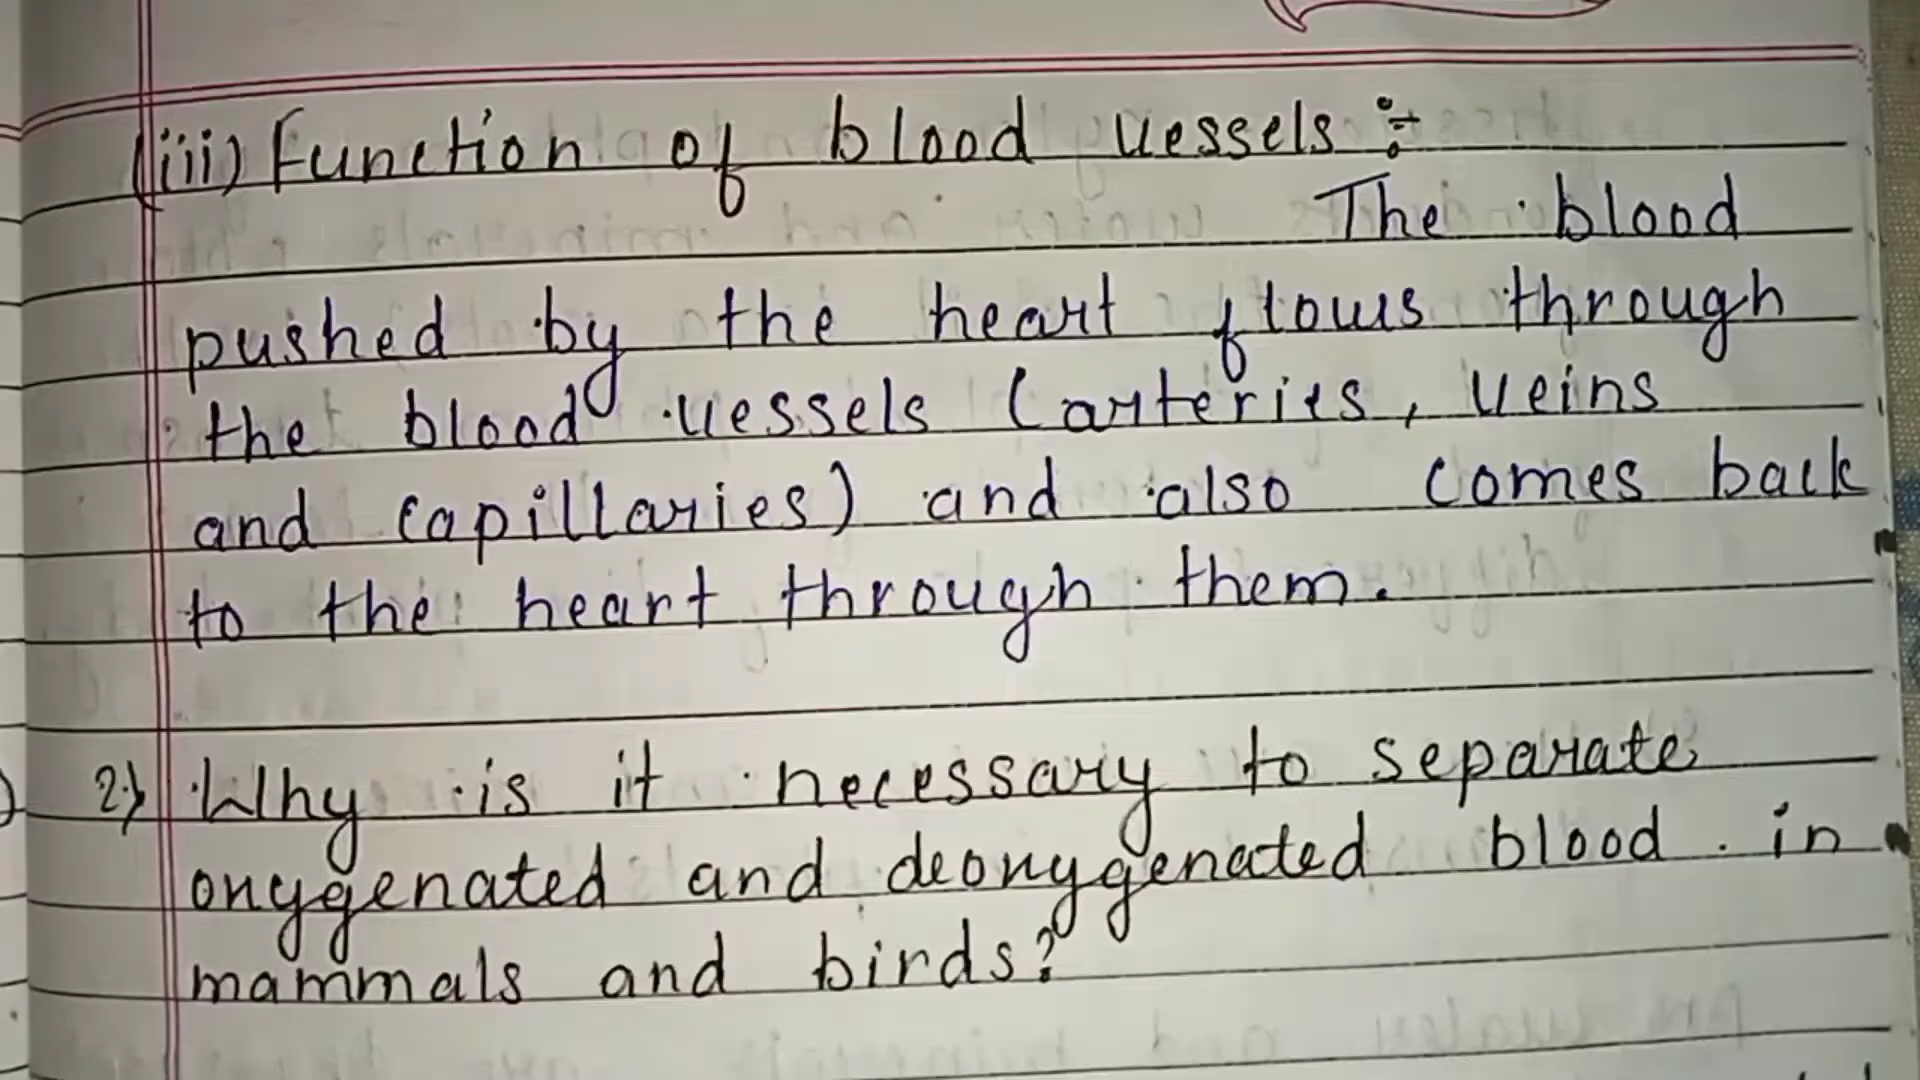 (iii) Function of blood vessels :-
The blood
pushed by the heart flows through
the blood vessels (arteries, veins
and capillaries) and also comes back
to the heart through them.
2) Why is it necessary to separate
oxygenated and deoxygenated blood in
mammals and birds?